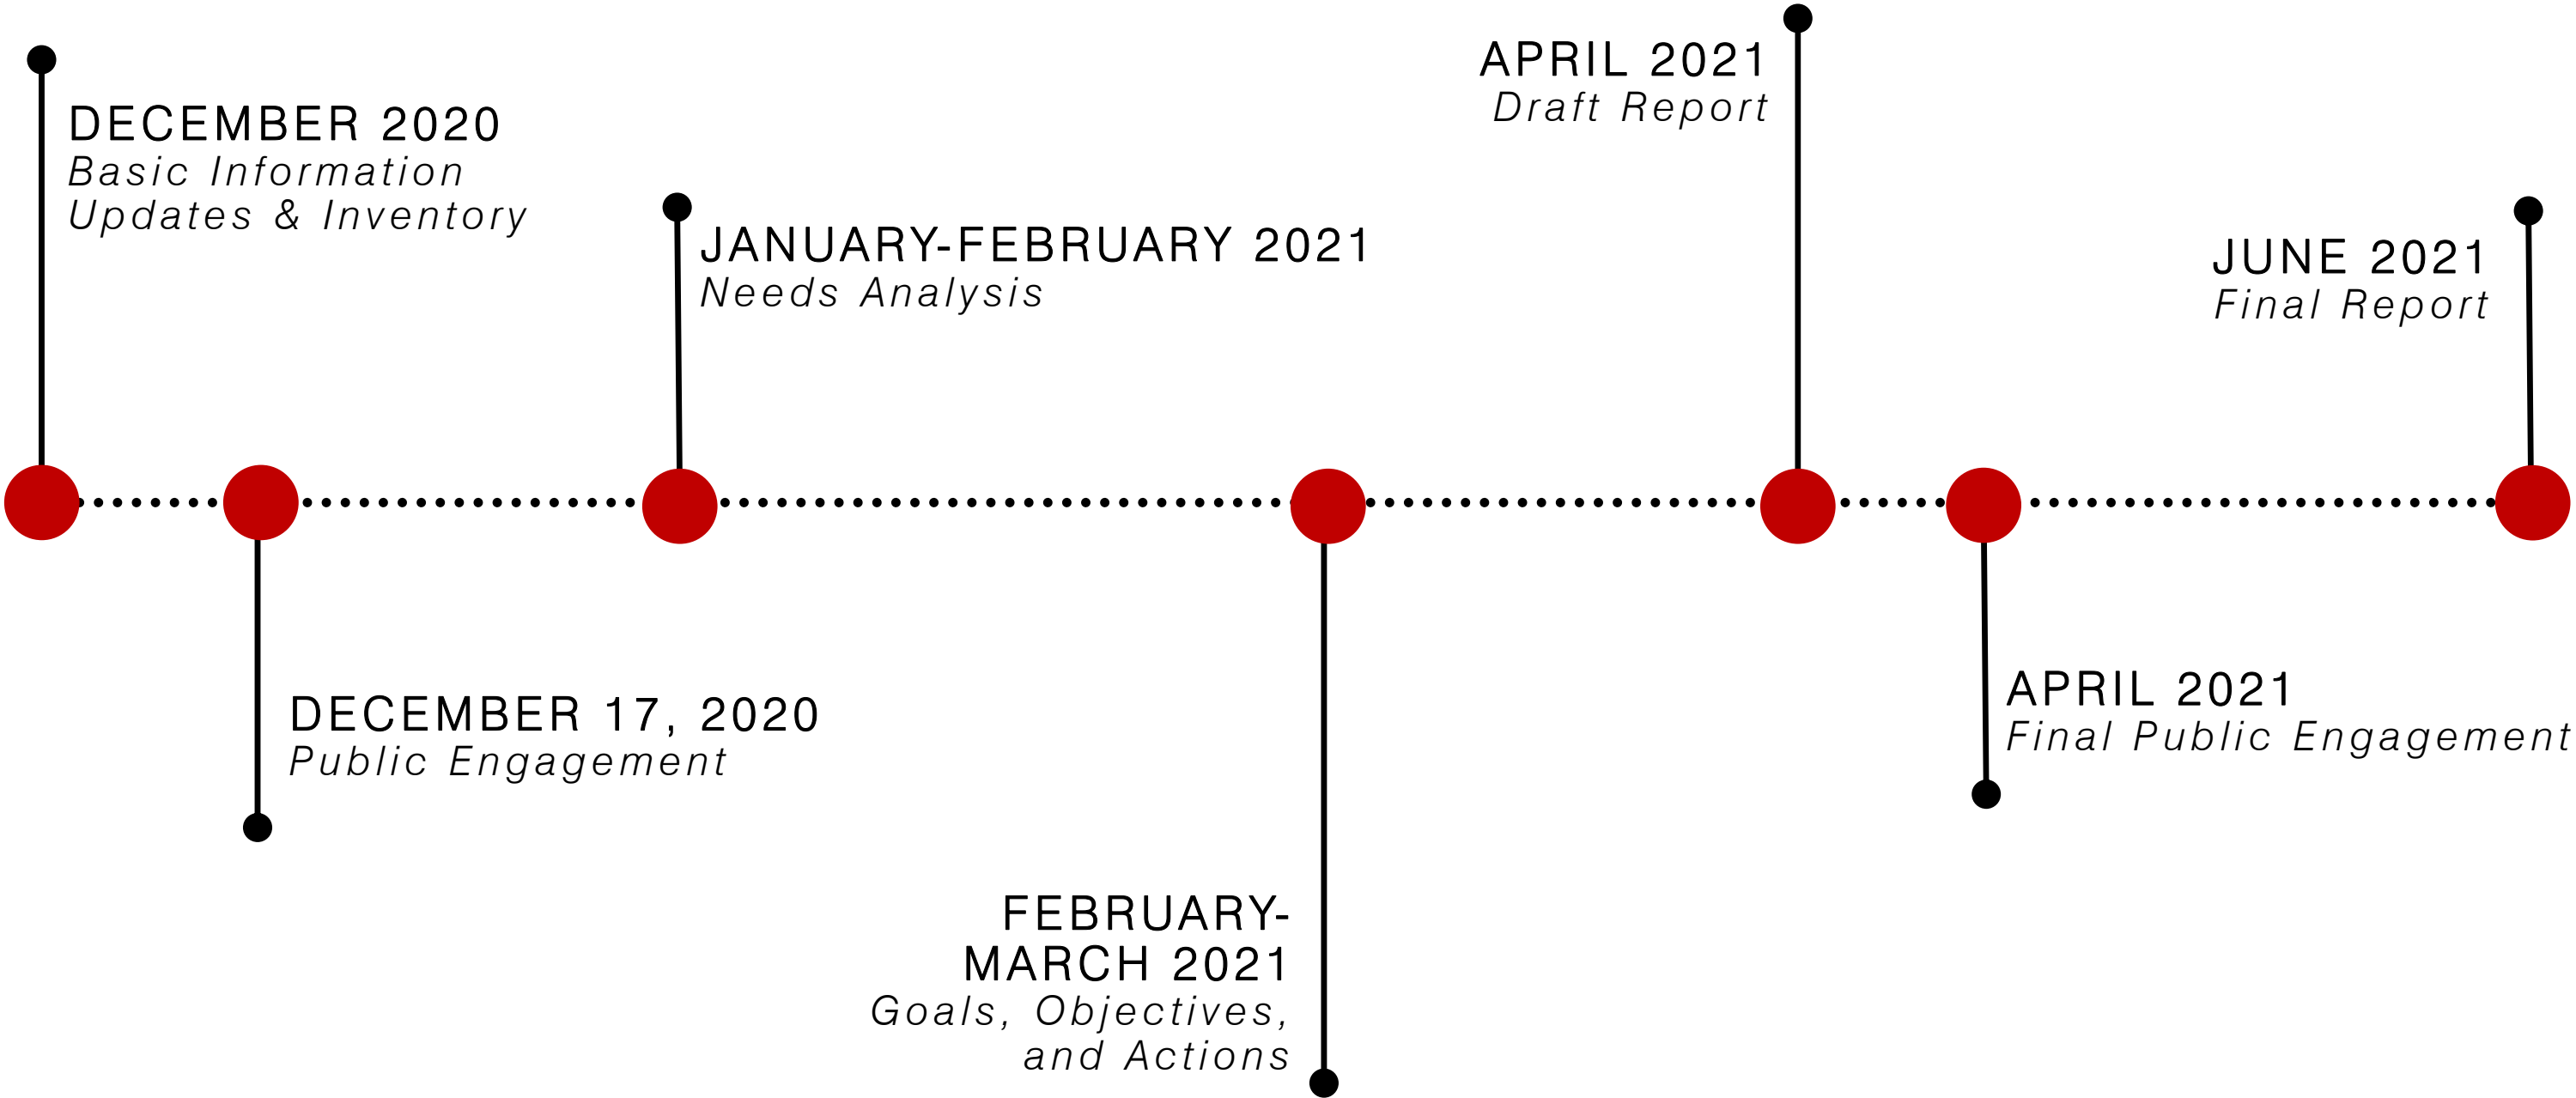 DECEMBER 2020
Basic Information
Updates & Inventory
DECEMBER 17, 2020
Public Engagement
JANUARY-FEBRUARY 2021
Needs Analysis
FEBRUARY-
MARCH 2021
Goals, Objectives,
and Actions
APRIL 2021
Draft Report
APRIL 2021
Final Public Engagement
JUNE 2021
Final Report